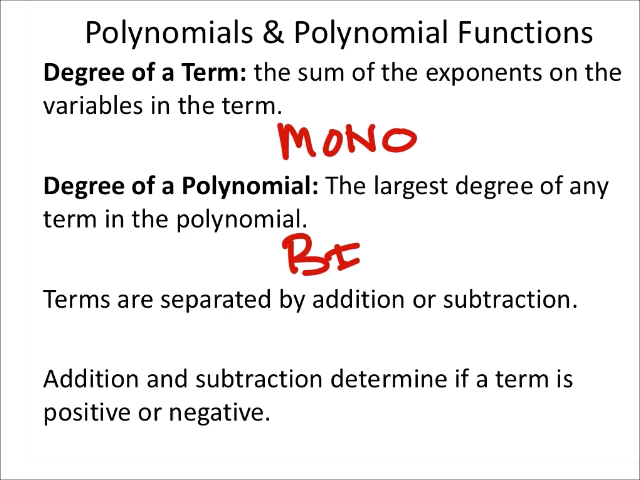 Polynomials & Polynomial Functions
Degree of a Term: the sum of the exponents on the
variables in the term.
MONO
Degree of a Polynomial: The largest degree of any
term in the polynomial.
BI
Terms are separated by addition or subtraction.
Addition and subtraction determine if a term is
positive or negative.